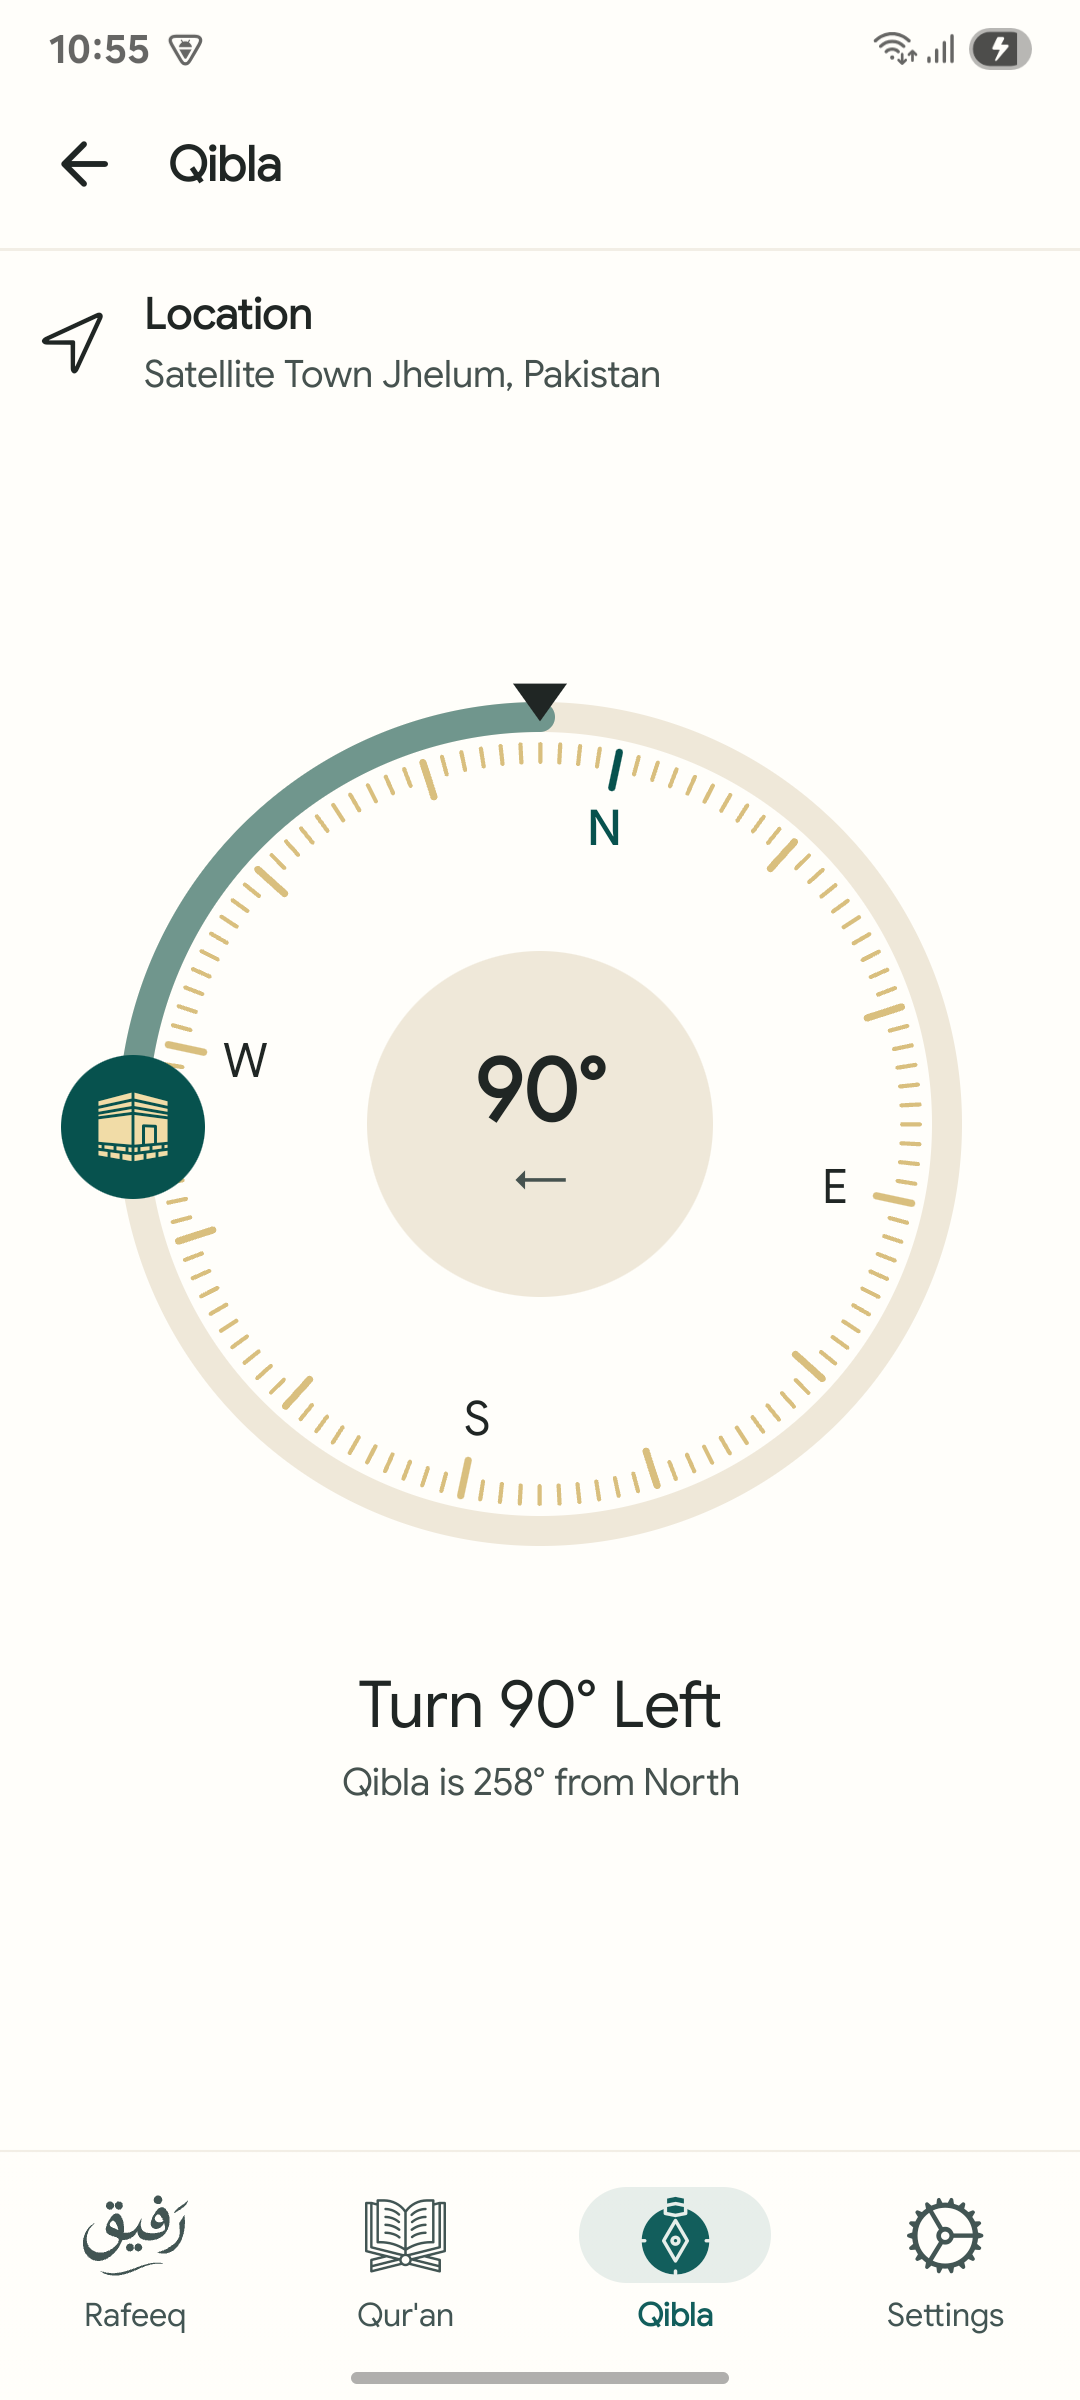 10:55
Qibla
Location
Satellite Town Jhelum, Pakistan
N
W
90°
E
S
Turn 90° Left
Qibla is 258° from North
رَفيق
Rafeeq
Qur'an
Qibla
Settings